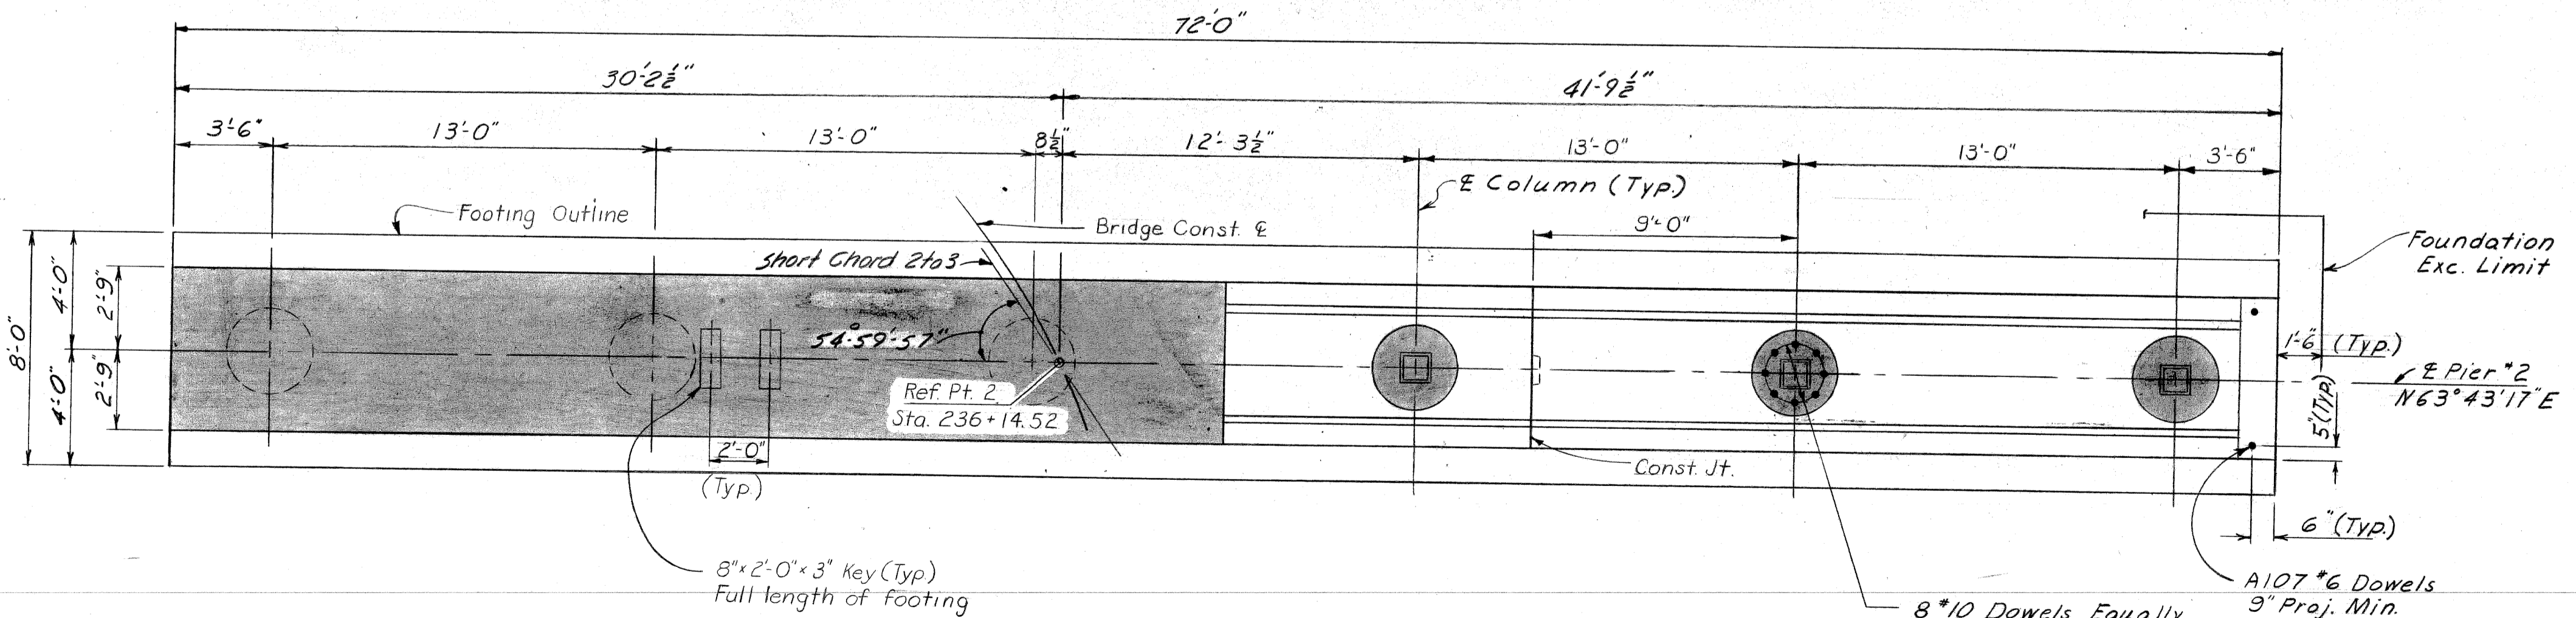 72'-0"
30'-2½"
41'-9½"
3'-6"
13'-0"
13'-0"
8½"
12'-3½"
13'-0"
13'-0"
3'-6"
℄ Column (Typ.)
Footing Outline
Bridge Const. ℄
9'-0"
Foundation
Exc. Limit
Short Chord 2 to 3
8'-0"
4'-0"
4'-0"
2'-9"
2'-9"
54°59'57"
Ref. Pt. 2
Sta. 236+14.52
1'-6" (Typ.)
℄ Pier #2
N63°43'17"E
5"(Typ.)
2'-0"
(Typ.)
Const. Jt.
6"(Typ.)
8"x2'-0"x3" Key (Typ.)
Full length of footing
A107 #6 Dowels
9" Proj. Min.
8 #10 Dowels Equally